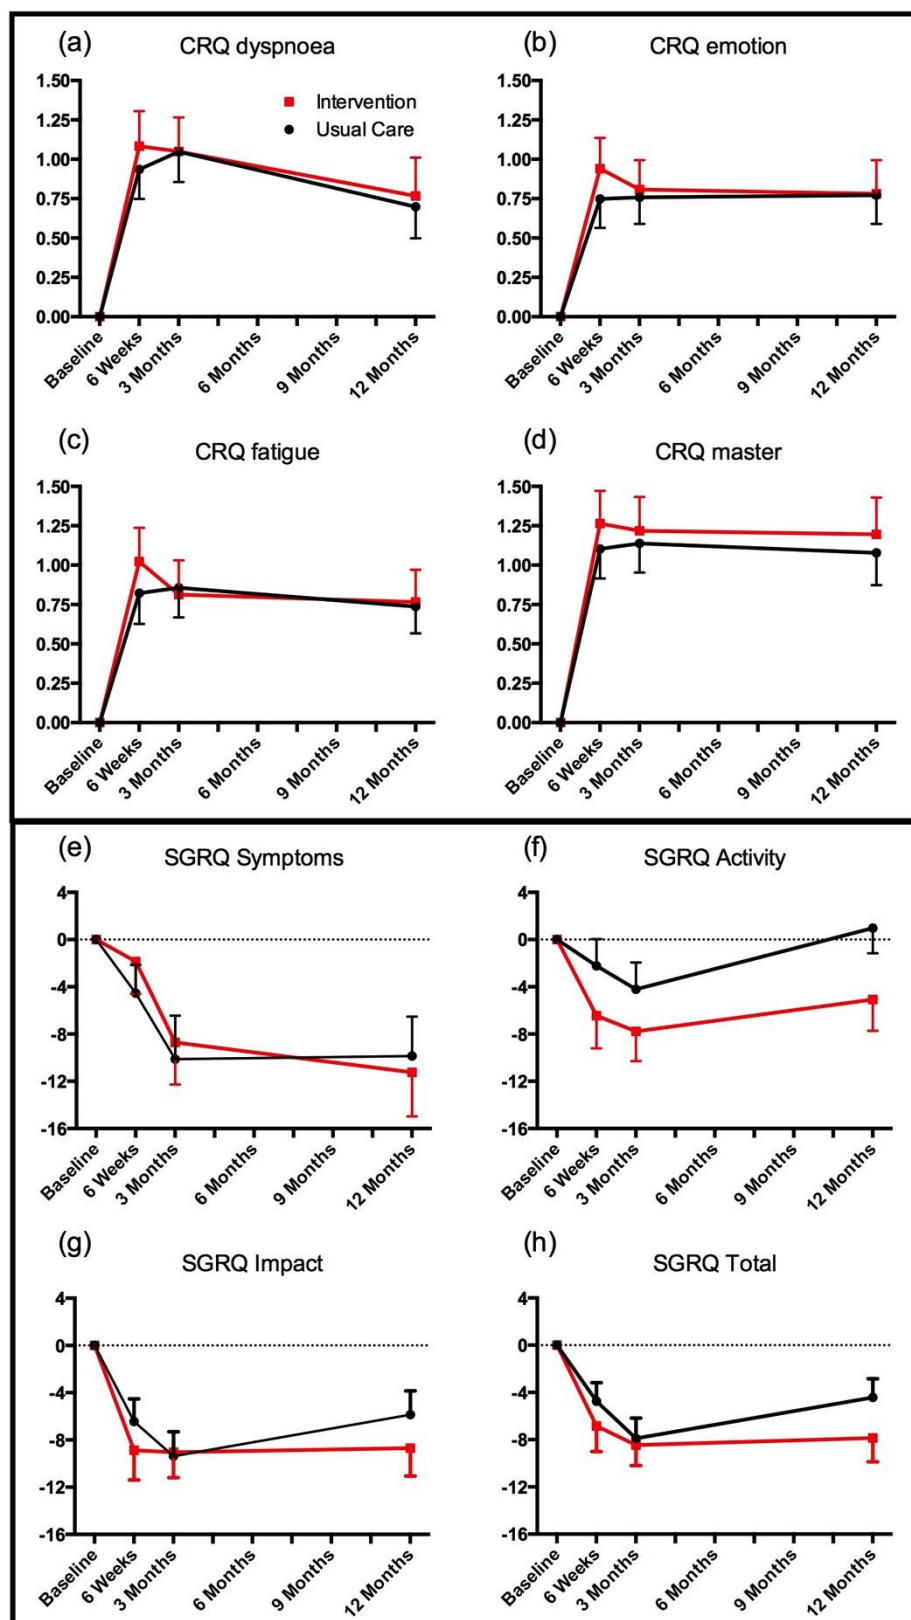 (a) CRQ dyspnoea
1.50
1.25
1.00
0.75
0.50
0.25
0.00
Intervention
Usual Care
Baseline
6 Weeks
3 Months
6 Months
9 Months
12 Months
(b) CRQ emotion
1.50
1.25
1.00
0.75
0.50
0.25
0.00
Baseline
6 Weeks
3 Months
6 Months
9 Months
12 Months
(c) CRQ fatigue
1.50
1.25
1.00
0.75
0.50
0.25
0.00
Baseline
6 Weeks
3 Months
6 Months
9 Months
12 Months
(d) CRQ master
1.50
1.25
1.00
0.75
0.50
0.25
0.00
Baseline
6 Weeks
3 Months
6 Months
9 Months
12 Months
(e) SGRQ Symptoms
4
0
-4
-8
-12
-16
Baseline
6 Weeks
3 Months
6 Months
9 Months
12 Months
(f) SGRQ Activity
4
0
-4
-8
-12
-16
Baseline
6 Weeks
3 Months
6 Months
9 Months
12 Months
(g) SGRQ Impact
4
0
-4
-8
-12
-16
Baseline
6 Weeks
3 Months
6 Months
9 Months
12 Months
(h) SGRQ Total
4
0
-4
-8
-12
-16
Baseline
6 Weeks
3 Months
6 Months
9 Months
12 Months